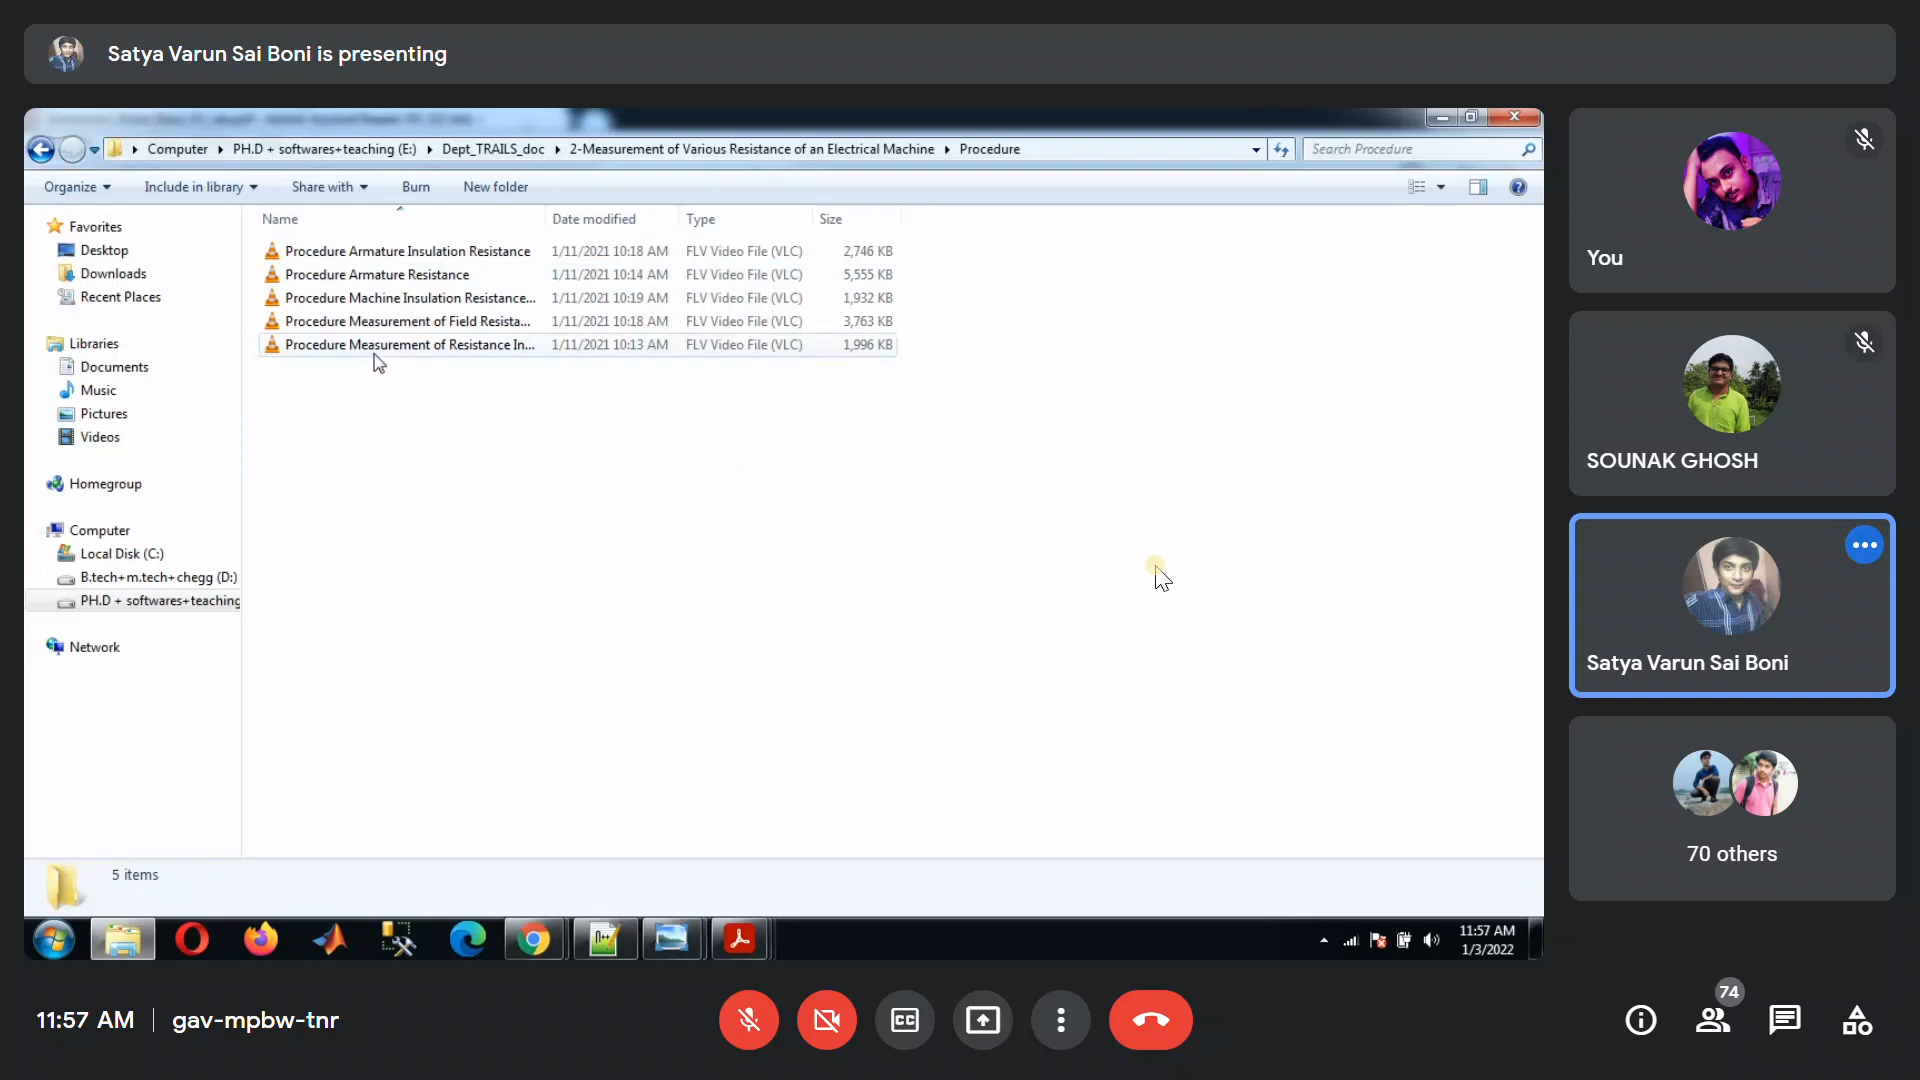 Satya Varun Sai Boni is presenting
Computer PH.D + softwares+teaching (E:) Dept_TRAILS_doc 2-Measurement of Various Resistance of an Electrical Machine Procedure
Search Procedure
Organize Include in library Share with Burn New folder
Name Date modified Type Size
Procedure Armature Insulation Resistance 1/11/2021 10:18 AM FLV Video File (VLC) 2,746 KB
Procedure Armature Resistance 1/11/2021 10:14 AM FLV Video File (VLC) 5,555 KB
Procedure Machine Insulation Resistance... 1/11/2021 10:19 AM FLV Video File (VLC) 1,932 KB
Procedure Measurement of Field Resista... 1/11/2021 10:18 AM FLV Video File (VLC) 3,763 KB
Procedure Measurement of Resistance In... 1/11/2021 10:13 AM FLV Video File (VLC) 1,996 KB
Favorites
Desktop
Downloads
Recent Places
Libraries
Documents
Music
Pictures
Videos
Homegroup
Computer
Local Disk (C:)
B.tech+m.tech+chegg (D:)
PH.D + softwares+teaching
Network
5 items
11:57 AM
1/3/2022
You
SOUNAK GHOSH
Satya Varun Sai Boni
70 others
11:57 AM gav-mpbw-tnr
CC
74